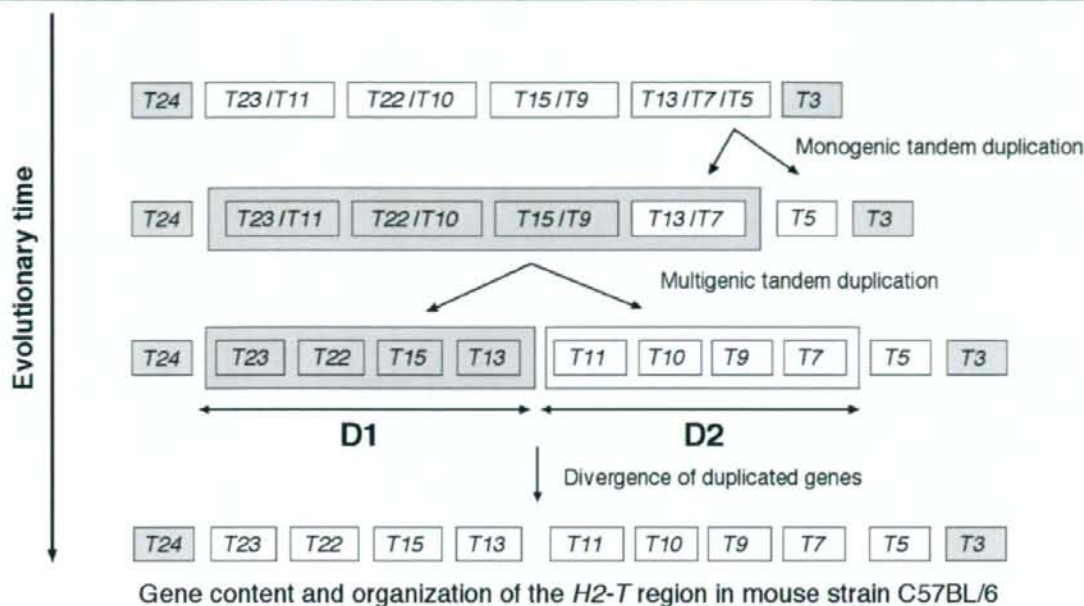 Evolutionary time
T24 T23/T11 T22/T10 T15/T9 T13/T7/T5 T3
Monogenic tandem duplication
T24 T23/T11 T22/T10 T15/T9 T13/T7 T5 T3
Multigenic tandem duplication
T24 T23 T22 T15 T13 T11 T10 T9 T7 T5 T3
D1 D2
Divergence of duplicated genes
T24 T23 T22 T15 T13 T11 T10 T9 T7 T5 T3
Gene content and organization of the H2-T region in mouse strain C57BL/6